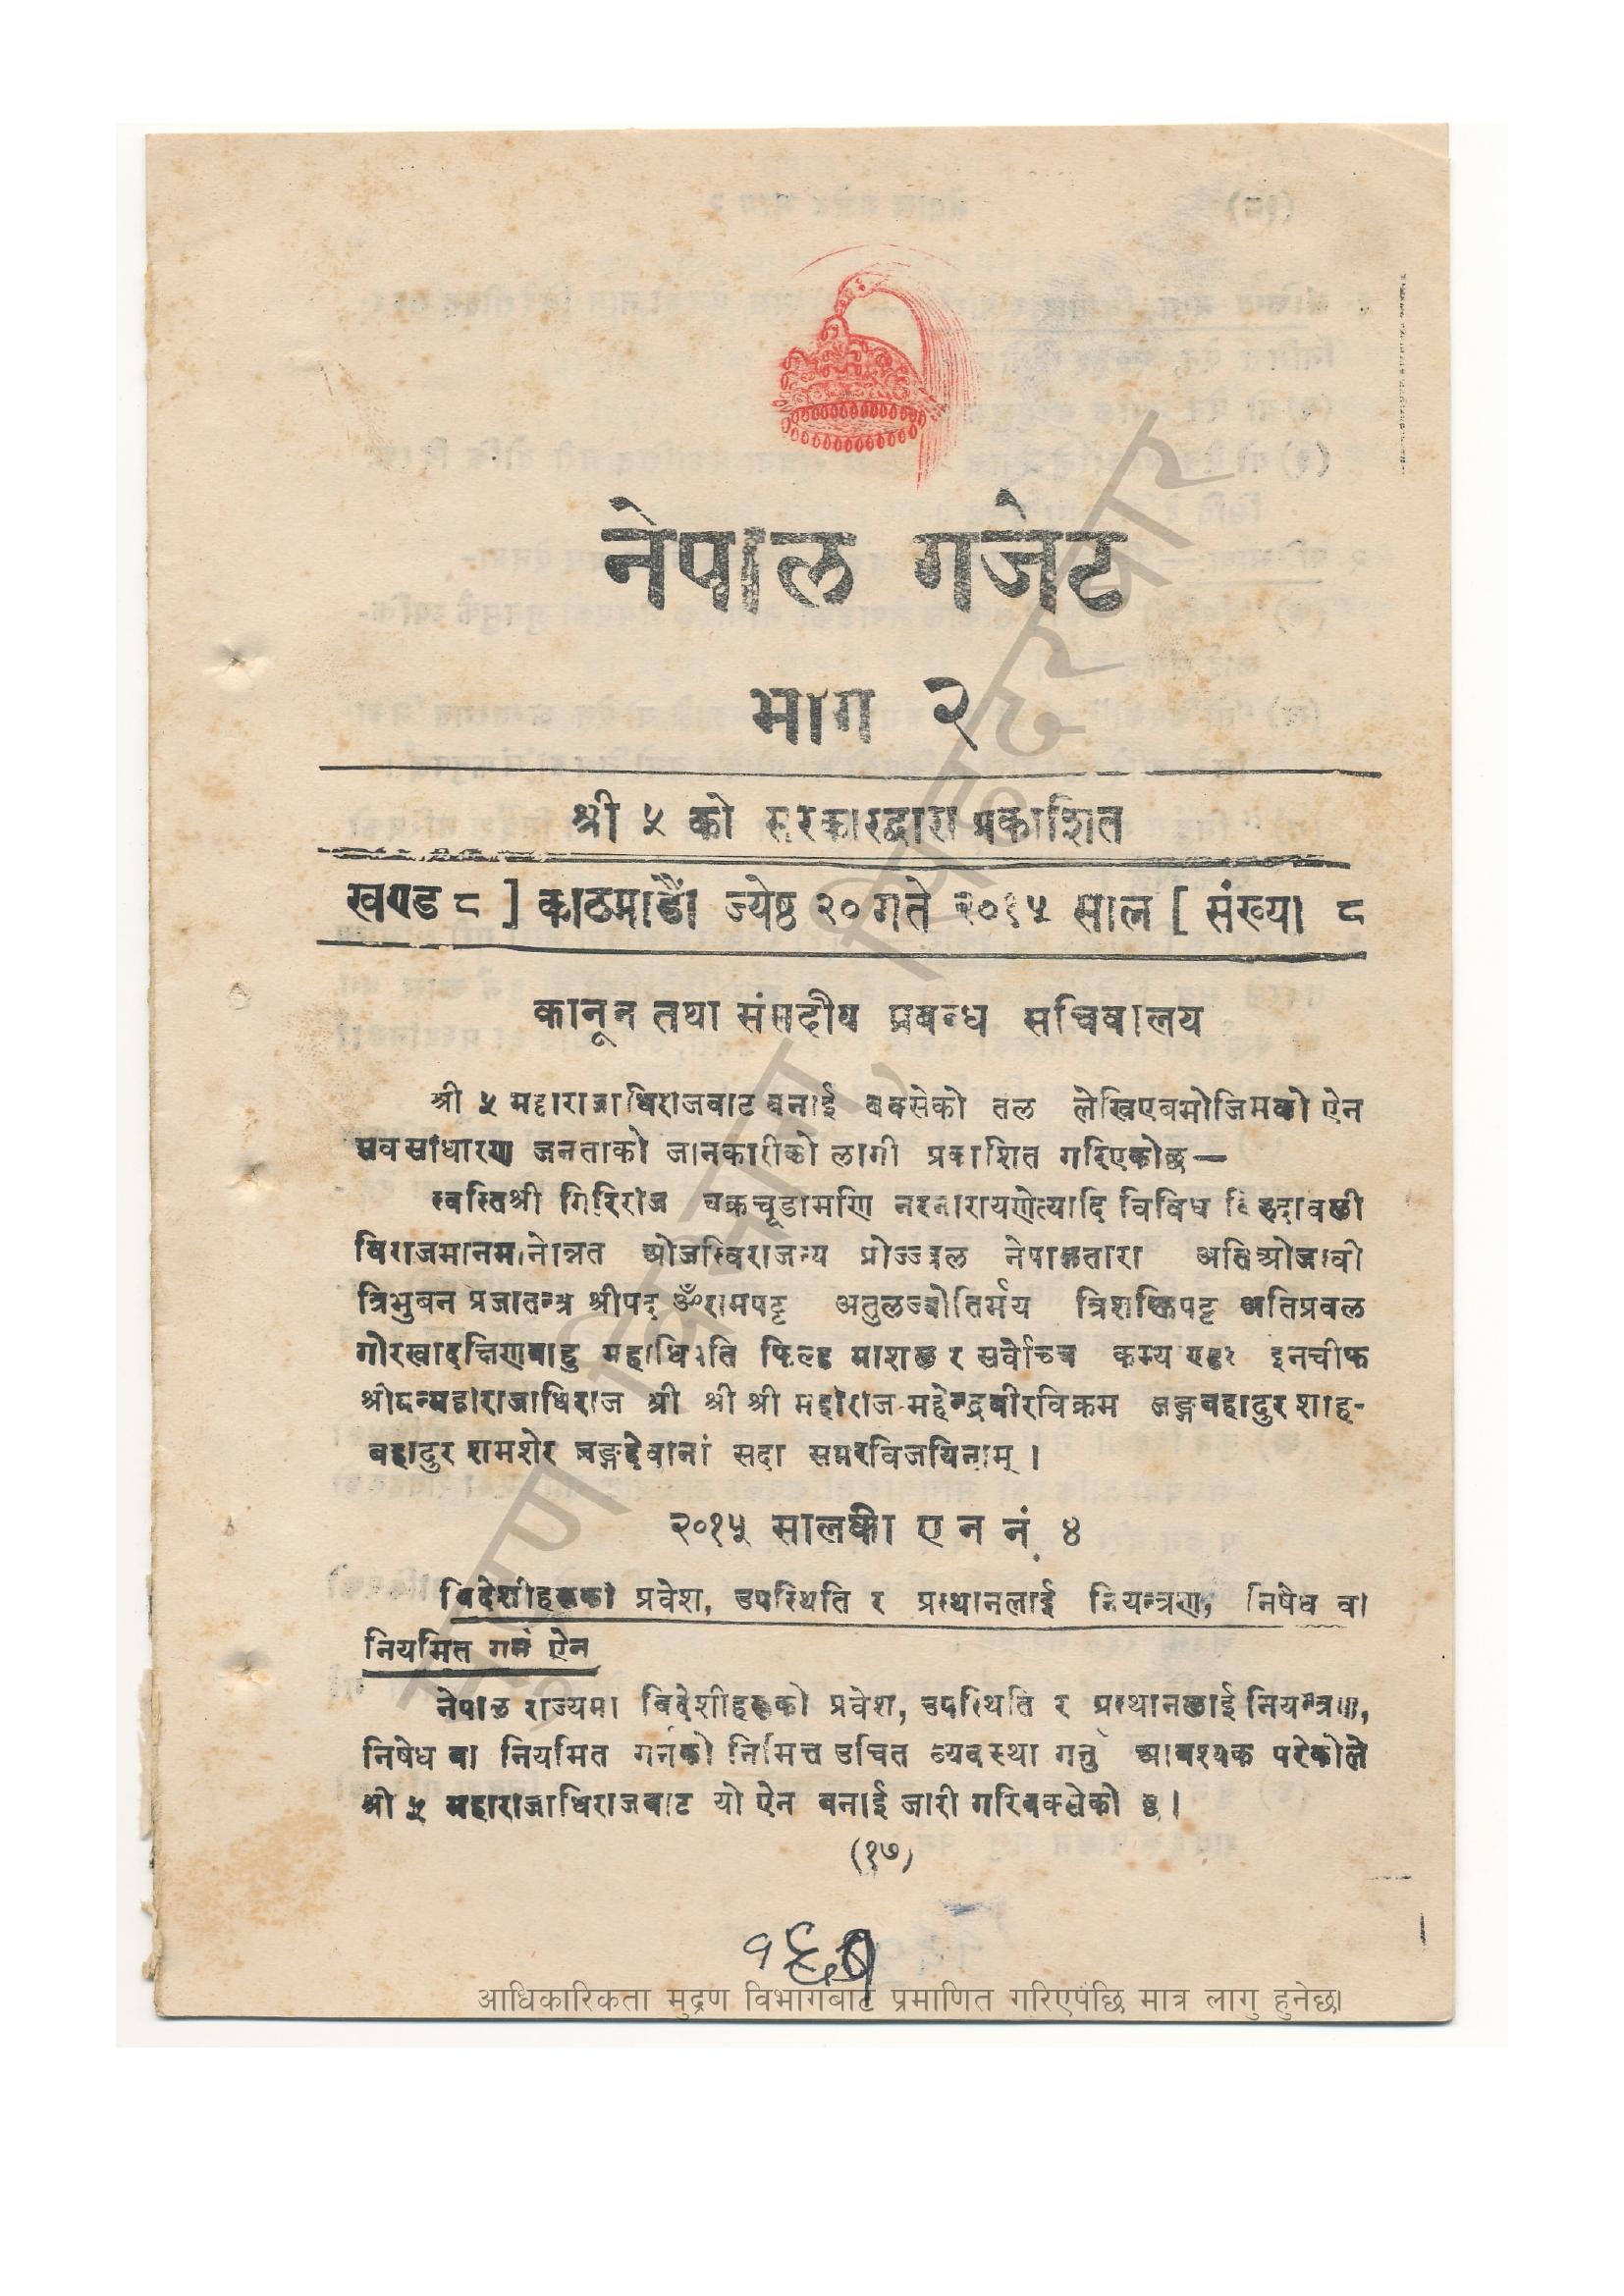 नेपाल गजेट
भाग २
श्री ५ को सरकारद्वारा प्रकाशित
खण्ड ८ ] काठमाडौं ज्येष्ठ २० गते २०१५ साल [ संख्या ८
कानून तथा संसदीय प्रबन्ध सचिवालय
श्री ५ महाराजाधिराजबाट बनाई बक्सेको तल लेखिएबमोजिमको ऐन
सर्वसाधारण जनताको जानकारीको लागी प्रकाशित गरिएकोछ—
स्वस्तिश्री गिरिराज चक्रचूडामणि नरनारायणेत्यादि विविध विरुदावली
विराजमानमानोन्नत ओजस्विराजन्य प्रोज्ज्वल नेपालतारा अतिओजस्वी
त्रिभुवन प्रजातन्त्र श्रीपद ॐरामपट्ट अतुलज्योतिर्मय त्रिशक्तिपट्ट अतिप्रवल
गोरखादक्षिणबाहु महाधिपति फिल्ड मार्शल र सर्वोच्च कम्याण्डर इनचीफ
श्रीमन्महाराजाधिराज श्री श्री श्री महाराज महेन्द्रवीरविक्रम जङ्गबहादुर शाह-
बहादुर शमशेर जङ्गदेवानां सदा समरविजयिनाम् ।
२०१५ सालको ऐन नं. ४
विदेशीहरूको प्रवेश, उपस्थिति र प्रस्थानलाई नियन्त्रण, निषेध वा
नियमित गर्ने ऐन
नेपाल राज्यमा विदेशीहरूको प्रवेश, उपस्थिति र प्रस्थानलाई नियन्त्रण,
निषेध वा नियमित गर्नको निमित्त उचित व्यवस्था गर्नु आवश्यक परेकोले
श्री ५ महाराजाधिराजबाट यो ऐन बनाई जारी गरिबक्सेको छ ।
(१७)
आधिकारिकता मुद्रण विभागबाट प्रमाणित गरिएपछि मात्र लागु हुनेछ।
मुद्रण विभाग, सिंहदरबार